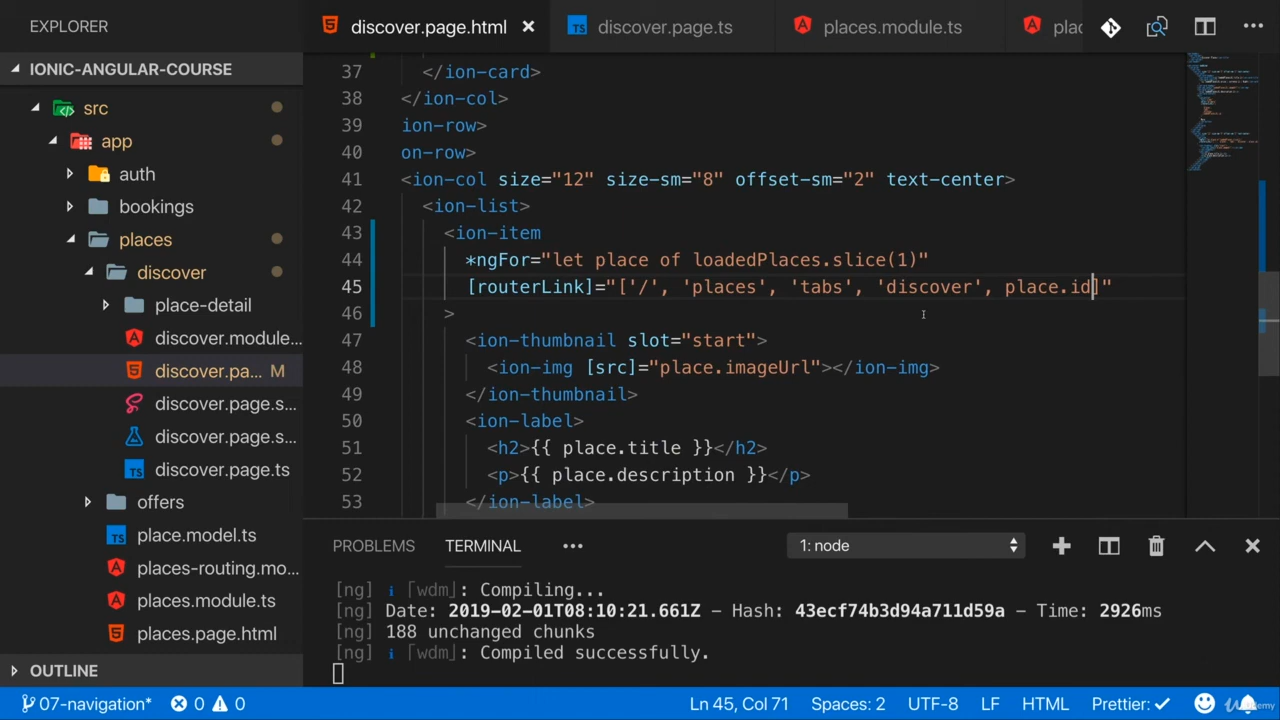 EXPLORER
discover.page.html
discover.page.ts
places.module.ts
plac
IONIC-ANGULAR-COURSE
src
app
auth
bookings
places
discover
place-detail
discover.module...
discover.pa... M
discover.page.s...
discover.page.s...
discover.page.ts
offers
place.model.ts
places-routing.mo...
places.module.ts
places.page.html
OUTLINE
37 </ion-card>
38 </ion-col>
39 ion-row>
40 on-row>
41 <ion-col size="12" size-sm="8" offset-sm="2" text-center>
42 <ion-list>
43 <ion-item
44 *ngFor="let place of loadedPlaces.slice(1)"
45 [routerLink]="['/', 'places', 'tabs', 'discover', place.id]"
46 >
47 <ion-thumbnail slot="start">
48 <ion-img [src]="place.imageUrl"></ion-img>
49 </ion-thumbnail>
50 <ion-label>
51 <h2>{{ place.title }}</h2>
52 <p>{{ place.description }}</p>
53 </ion-label>
PROBLEMS TERMINAL ••• 1: node
[ng] ℹ ｢wdm｣: Compiling...
[ng] Date: 2019-02-01T08:10:21.661Z - Hash: 43ecf74b3d94a711d59a - Time: 2926ms
[ng] 188 unchanged chunks
[ng] ℹ ｢wdm｣: Compiled successfully.
07-navigation* 0 0 Ln 45, Col 71 Spaces: 2 UTF-8 LF HTML Prettier: ✓
Udemy